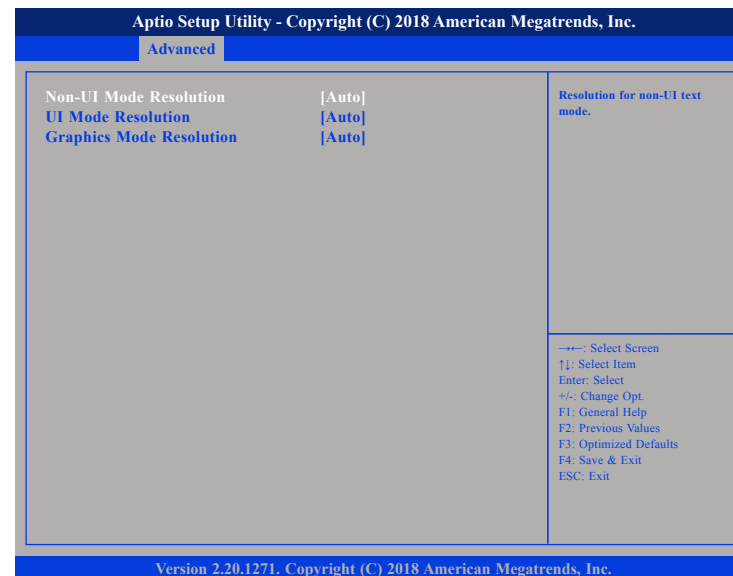 Aptio Setup Utility - Copyright (C) 2018 American Megatrends, Inc.
Advanced
Non-UI Mode Resolution [Auto]
UI Mode Resolution [Auto]
Graphics Mode Resolution [Auto]
Resolution for non-UI text
mode.
→←: Select Screen
↑↓: Select Item
Enter: Select
+/-: Change Opt.
F1: General Help
F2: Previous Values
F3: Optimized Defaults
F4: Save & Exit
ESC: Exit
Version 2.20.1271. Copyright (C) 2018 American Megatrends, Inc.